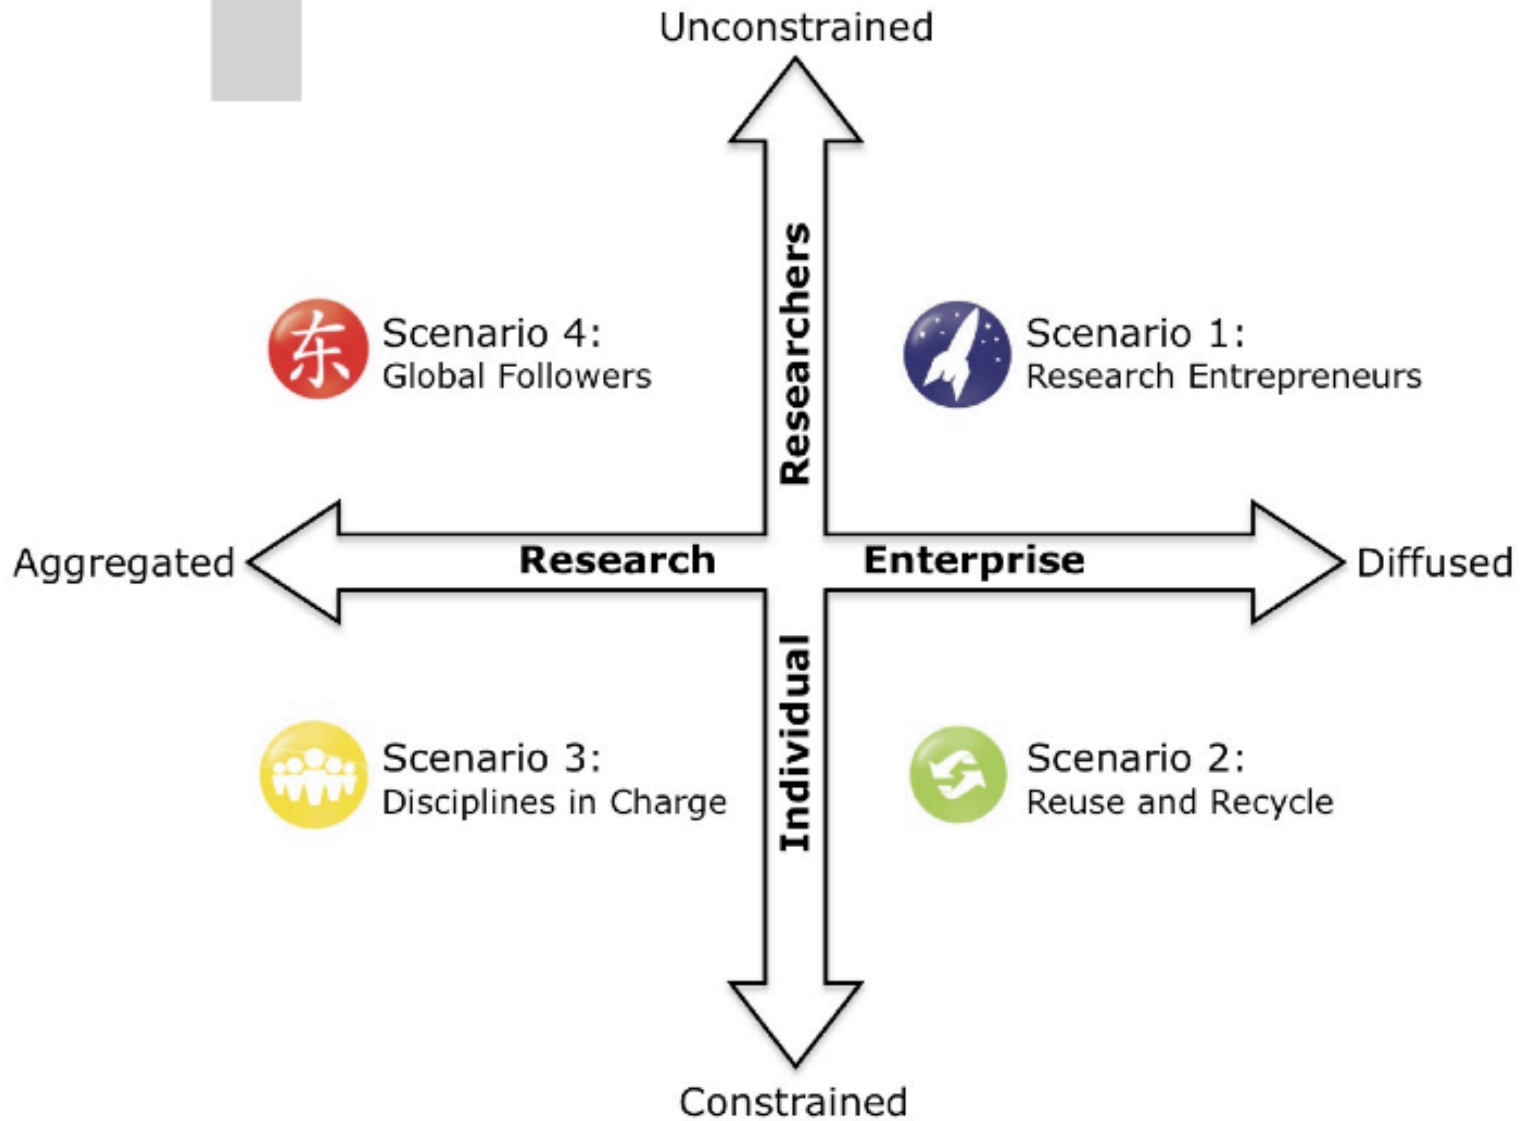 Unconstrained
Researchers
东
Scenario 4:
Global Followers
Scenario 1:
Research Entrepreneurs
Aggregated
Research
Enterprise
Diffused
Individual
Scenario 3:
Disciplines in Charge
Scenario 2:
Reuse and Recycle
Constrained